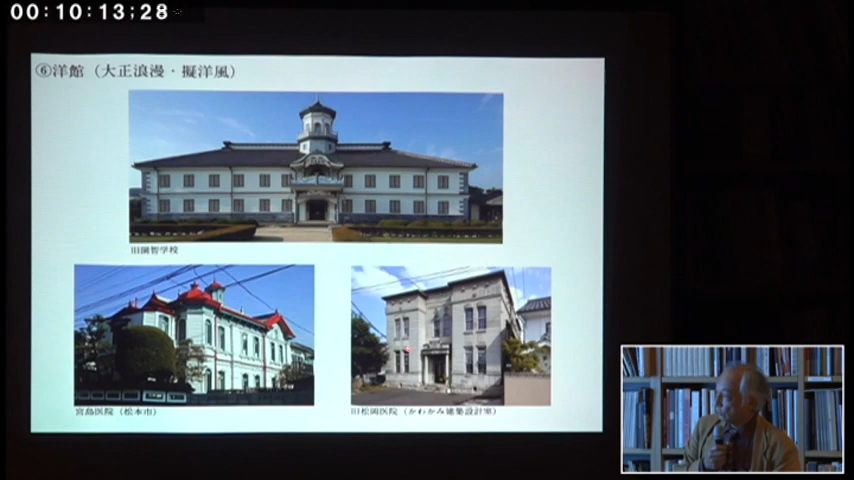 00:10:13;28
⑥洋館（大正浪漫・擬洋風）
旧開智学校
宮島医院（松本市）
旧松岡医院（かわかみ建築設計室）